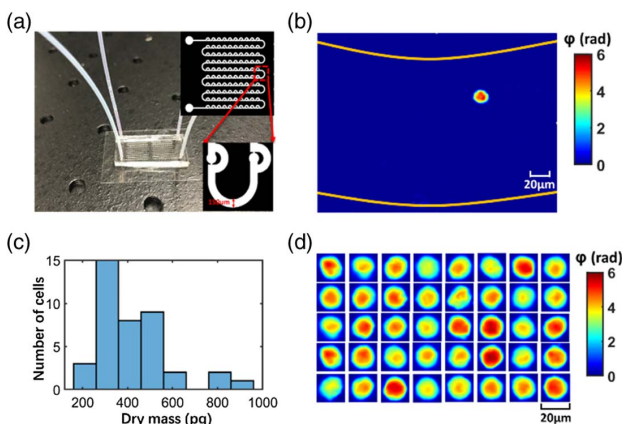 (a)
(b)
φ (rad)
6
4
2
0
20μm
(c)
15
10
5
0
Number of cells
200
400
600
800
1000
Dry mass (pg)
(d)
φ (rad)
6
4
2
0
20μm